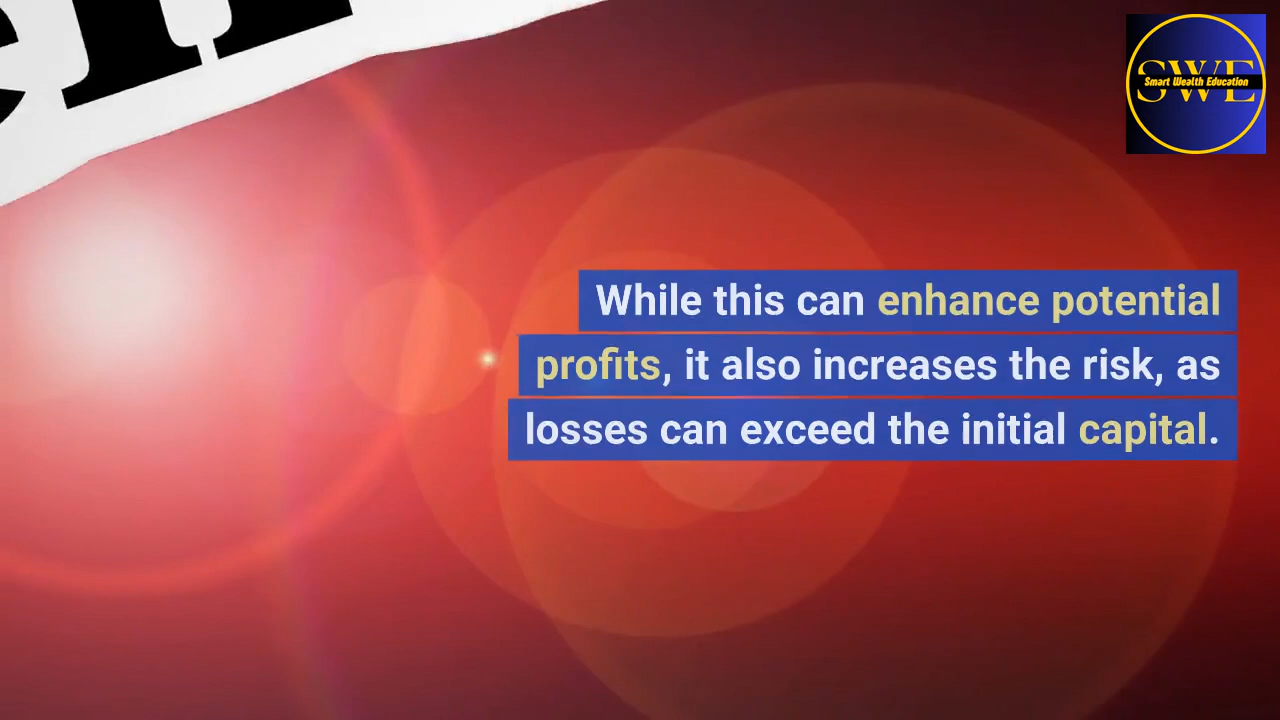 SWE
Smart Wealth Education
While this can enhance potential
profits, it also increases the risk, as
losses can exceed the initial capital.